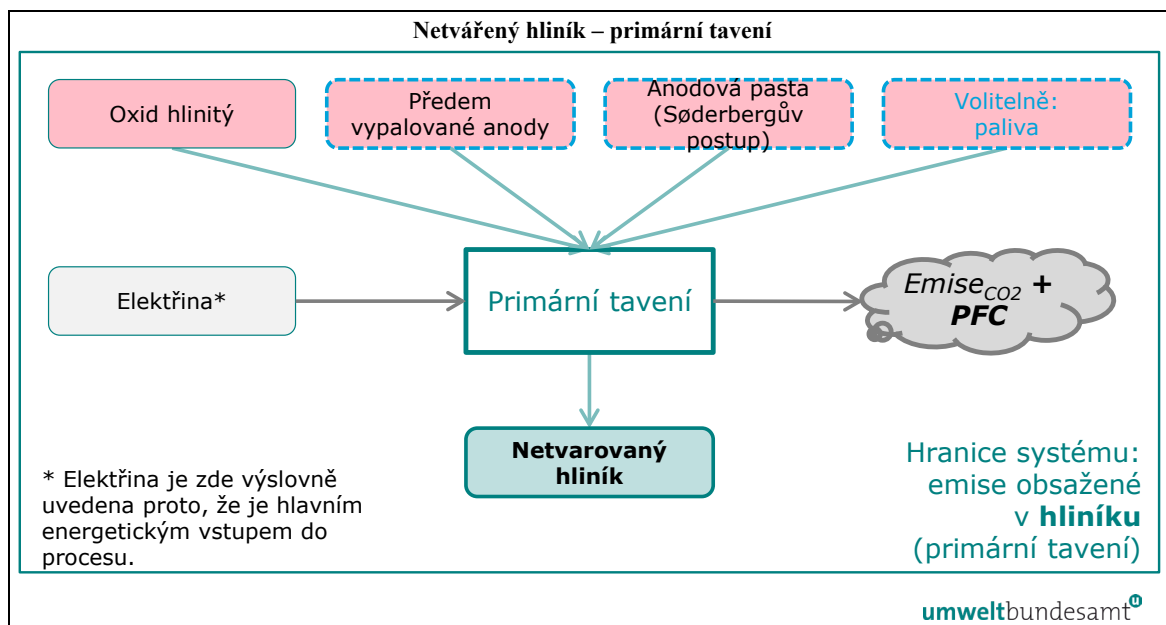 Netvářený hliník – primární tavení
Oxid hlinitý
Předem
vypalované anody
Anodová pasta
(Søderbergův
postup)
Volitelně:
paliva
Elektřina*
Primární tavení
Emise_CO2 +
PFC
Netvarovaný
hliník
* Elektřina je zde výslovně
uvedena proto, že je hlavním
energetickým vstupem do
procesu.
Hranice systému:
emise obsažené
v hliníku
(primární tavení)
umweltbundesamt u